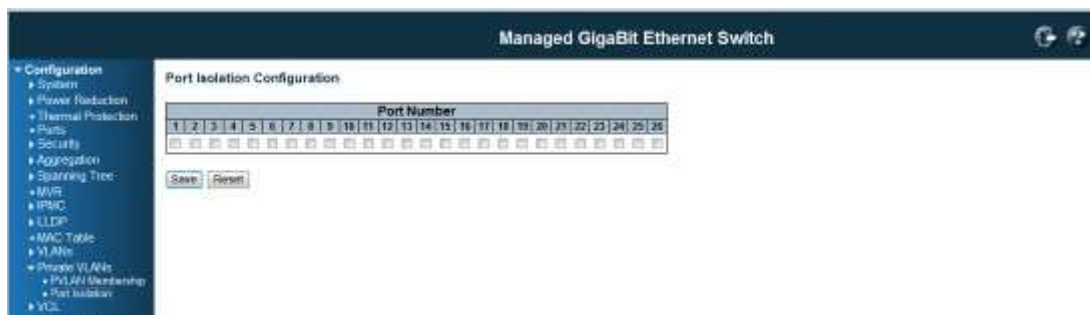 Managed GigaBit Ethernet Switch
Configuration
System
Power Reduction
Thermal Protection
Ports
Security
Aggregation
Spanning Tree
MVR
IPMC
LLDP
MAC Table
VLANs
Private VLANs
PVLAN Membership
Port Isolation
VCL
Port Isolation Configuration
Port Number
1 2 3 4 5 6 7 8 9 10 11 12 13 14 15 16 17 18 19 20 21 22 23 24 25 26
Save Reset